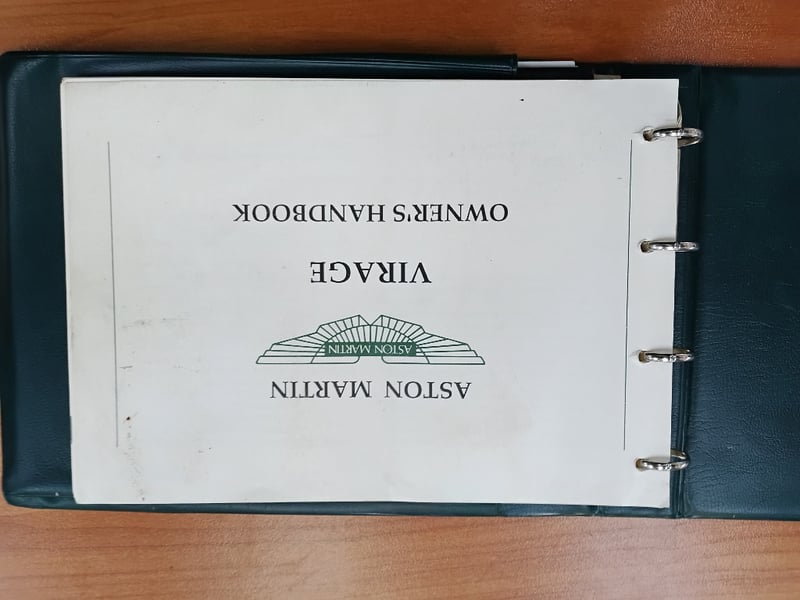 ASTON MARTIN
ASTON MARTIN
VIRAGE
OWNER'S HANDBOOK